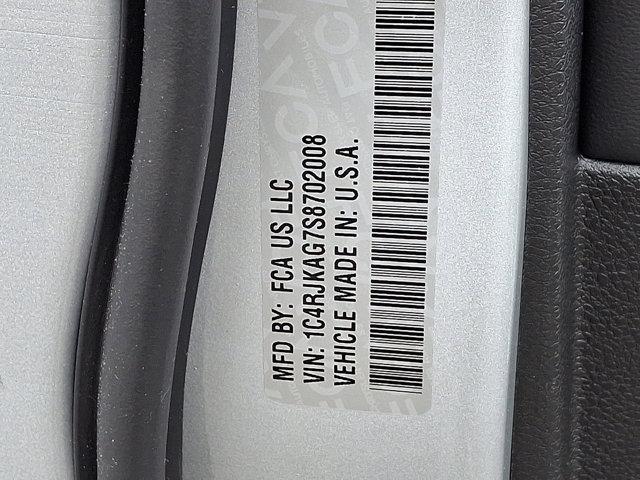 MFD BY: FCA US LLC
VIN: 1C4RJKAG7S8702008
VEHICLE MADE IN: U.S.A.